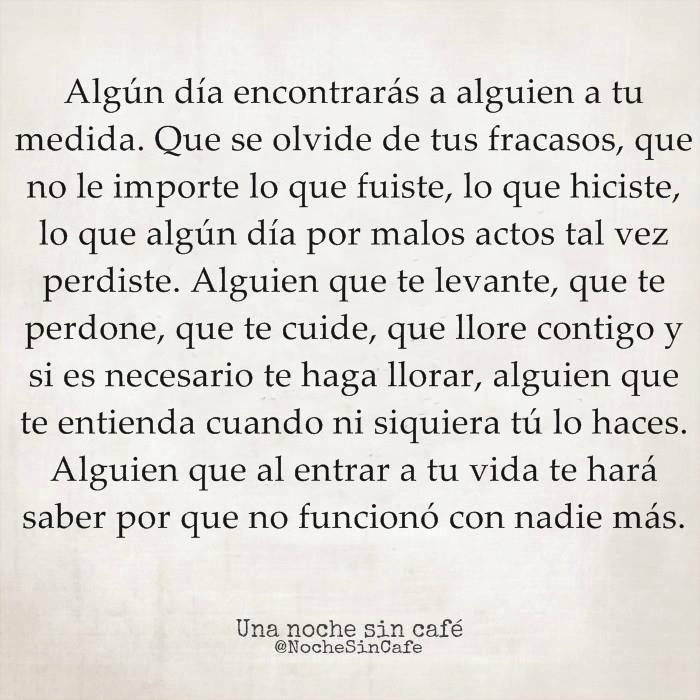 Algún día encontrarás a alguien a tu
medida. Que se olvide de tus fracasos, que
no le importe lo que fuiste, lo que hiciste,
lo que algún día por malos actos tal vez
perdiste. Alguien que te levante, que te
perdone, que te cuide, que llore contigo y
si es necesario te haga llorar, alguien que
te entienda cuando ni siquiera tú lo haces.
Alguien que al entrar a tu vida te hará
saber por que no funcionó con nadie más.
Una noche sin café
@NocheSinCafe